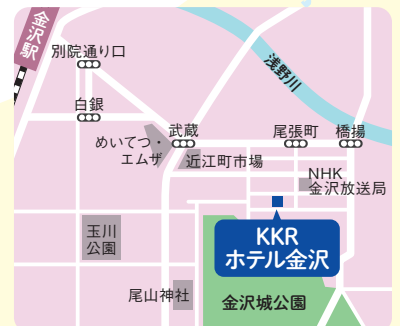 金沢駅
別院通り口
浅野川
白銀
武蔵
尾張町
橋揚
めいてつ・
エムザ
近江町市場
NHK
金沢放送局
玉川
公園
KKR
ホテル金沢
尾山神社
金沢城公園